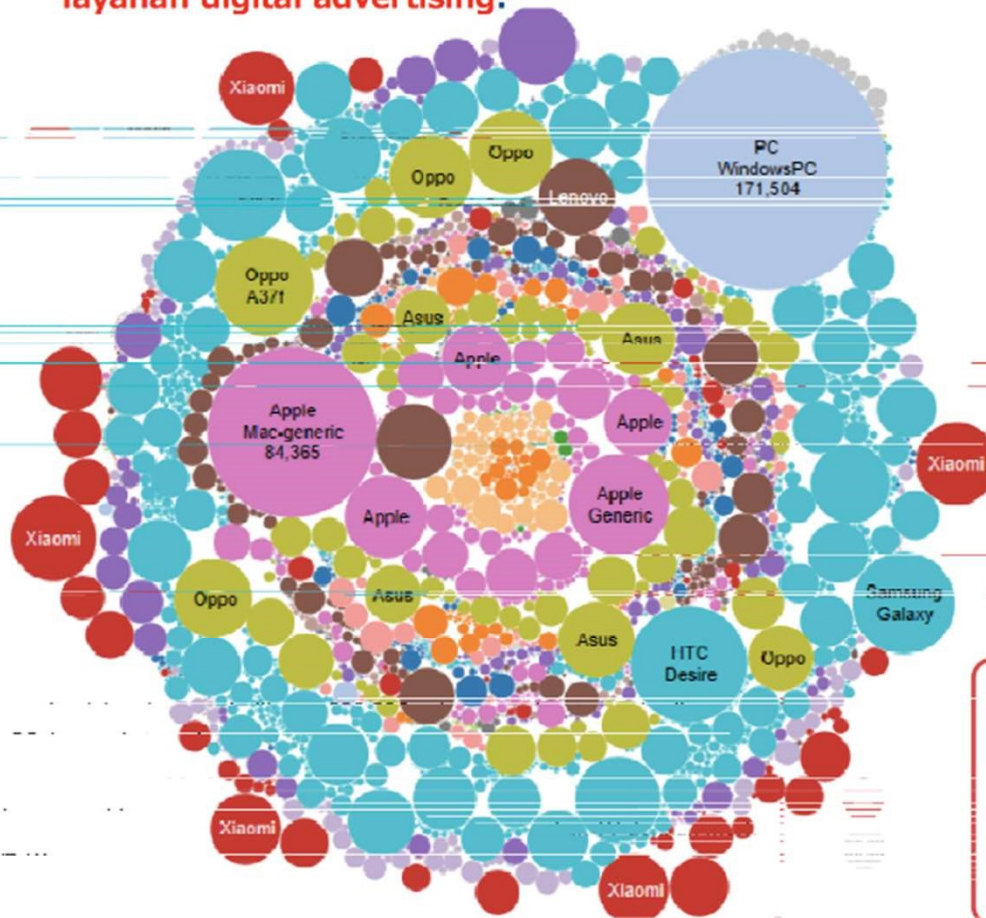 layanan digital advertising.
Xiaomi
PC
WindowsPC
171,504
Oppo
Oppo
Lenovo
Oppo
A37f
Asus
Asus
Apple
Apple
Mac-generic
84,365
Apple
Xiaomi
Apple
Generic
Apple
Xiaomi
Oppo
Asus
Samsung
Galaxy
Asus
HTC
Desire
Oppo
Xiaomi
Xiaomi